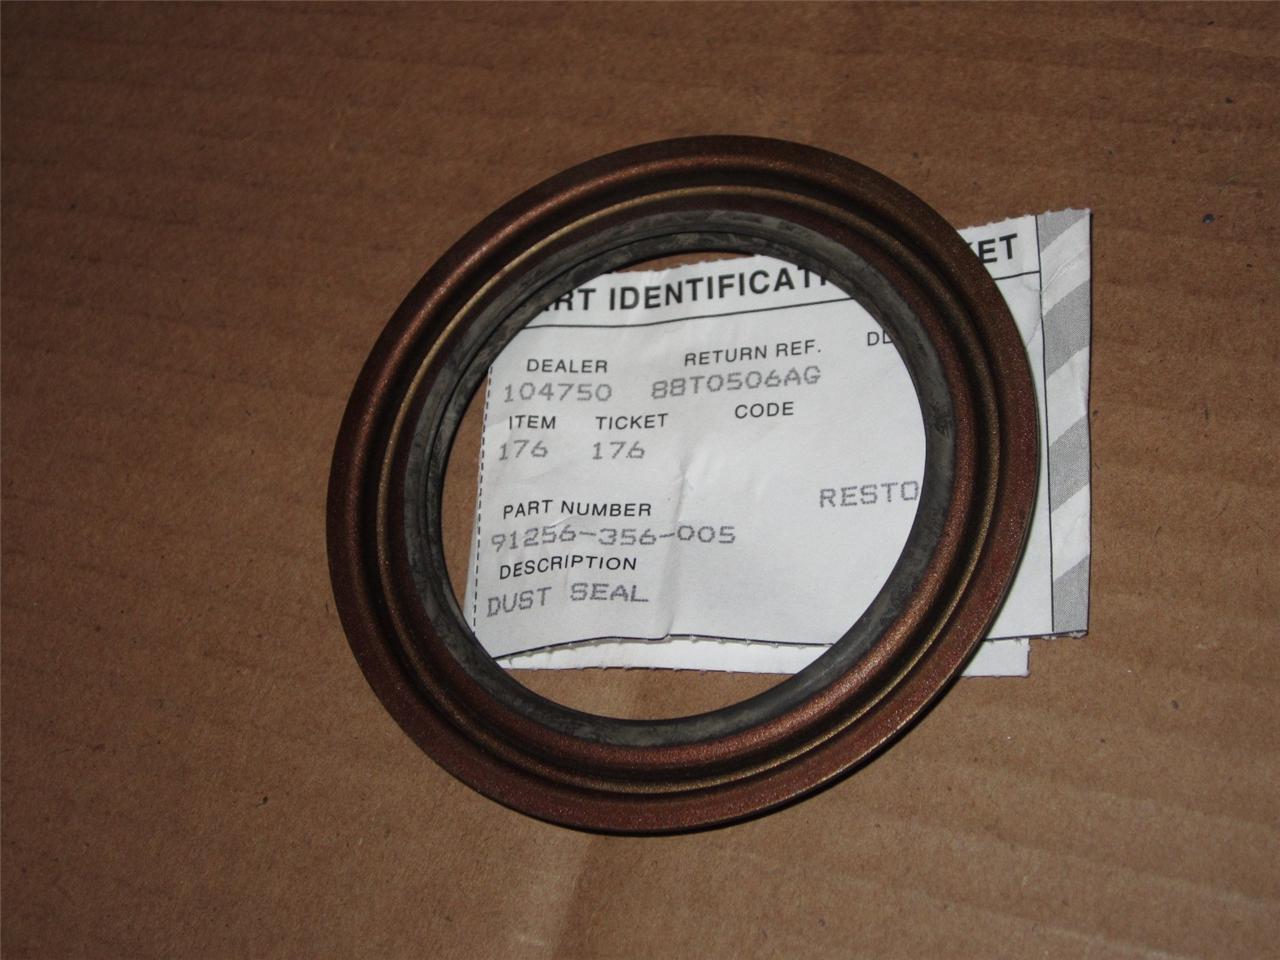 ART IDENTIFICATI ET
DEALER RETURN REF.
104750 88T0506AG
ITEM TICKET CODE
176 176
RESTO
PART NUMBER
91256-356-005
DESCRIPTION
DUST SEAL